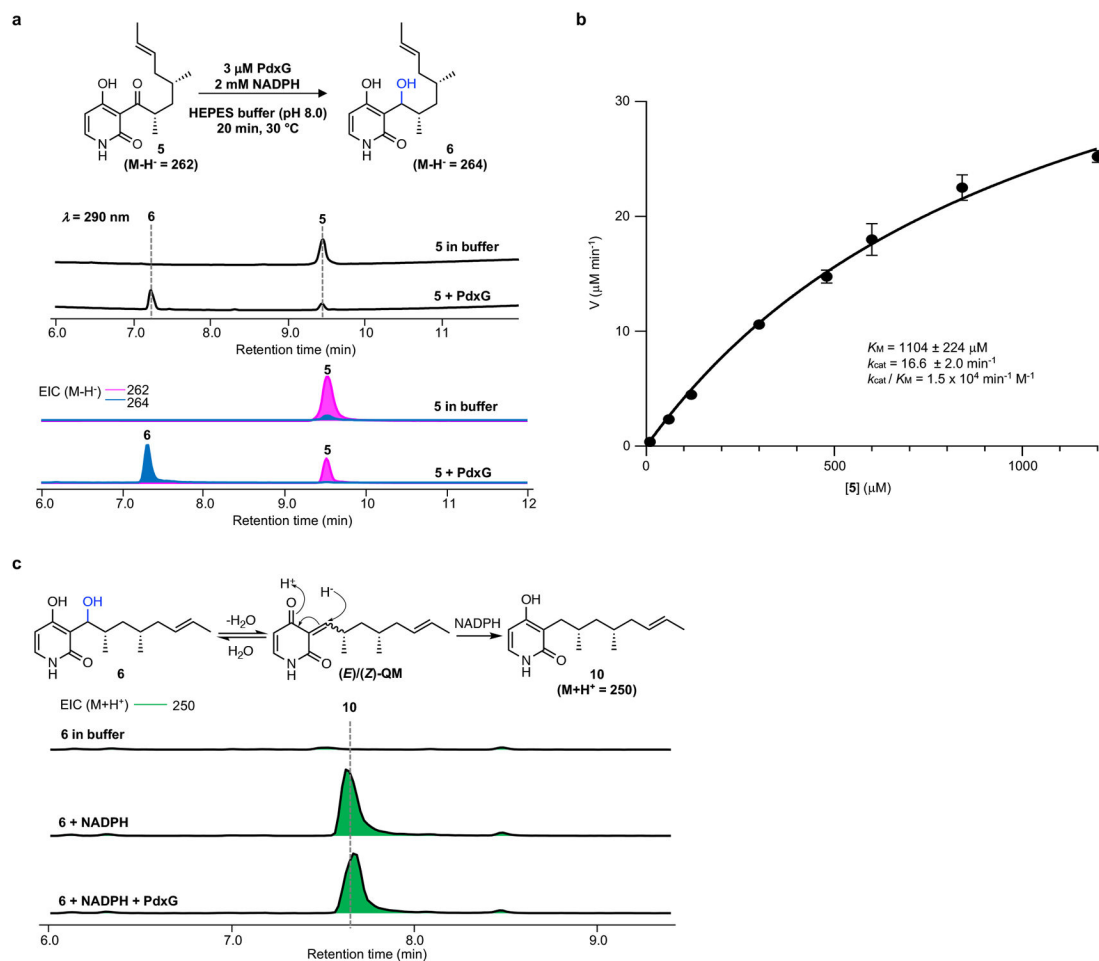 a
OH
O
O
N
H
5
(M-H⁻ = 262)
3 μM PdxG
2 mM NADPH
HEPES buffer (pH 8.0)
20 min, 30 °C
OH
OH
O
N
H
6
(M-H⁻ = 264)
λ = 290 nm
6
5
5 in buffer
5 + PdxG
6.0 7.0 8.0 9.0 10 11
Retention time (min)
EIC (M-H⁻)
262
264
5
5 in buffer
6
5
5 + PdxG
6.0 7.0 8.0 9.0 10 11 12
Retention time (min)
b
30
20
10
0
V (μM min⁻¹)
K_M = 1104 ± 224 μM
k_cat = 16.6 ± 2.0 min⁻¹
k_cat / K_M = 1.5 x 10⁴ min⁻¹ M⁻¹
0 500 1000
[5] (μM)
c
OH
OH
O
N
H
6
-H₂O
H₂O
H⁺
H⁻
O
O
N
H
(E)/(Z)-QM
NADPH
OH
O
N
H
10
(M+H⁺ = 250)
EIC (M+H⁺)
250
10
6 in buffer
6 + NADPH
6 + NADPH + PdxG
6.0 7.0 8.0 9.0
Retention time (min)